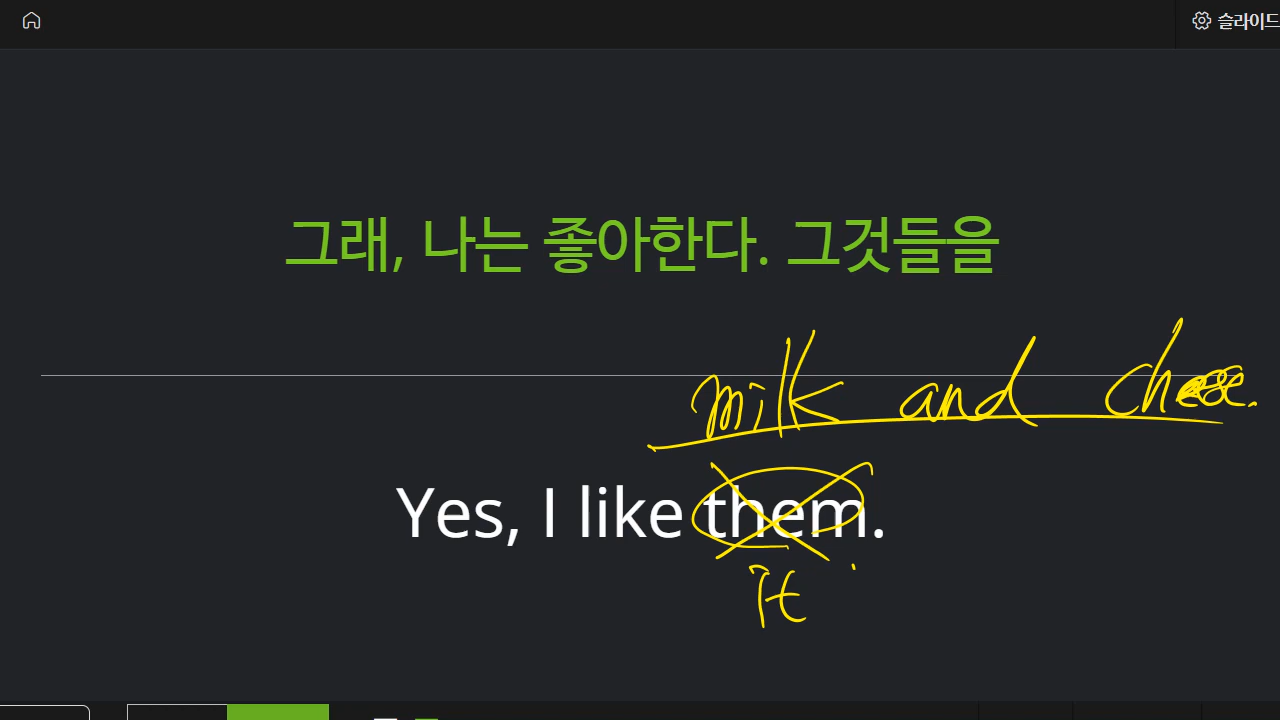 슬라이드
그래, 나는 좋아한다. 그것들을
milk and cheese.
Yes, I like them.
it